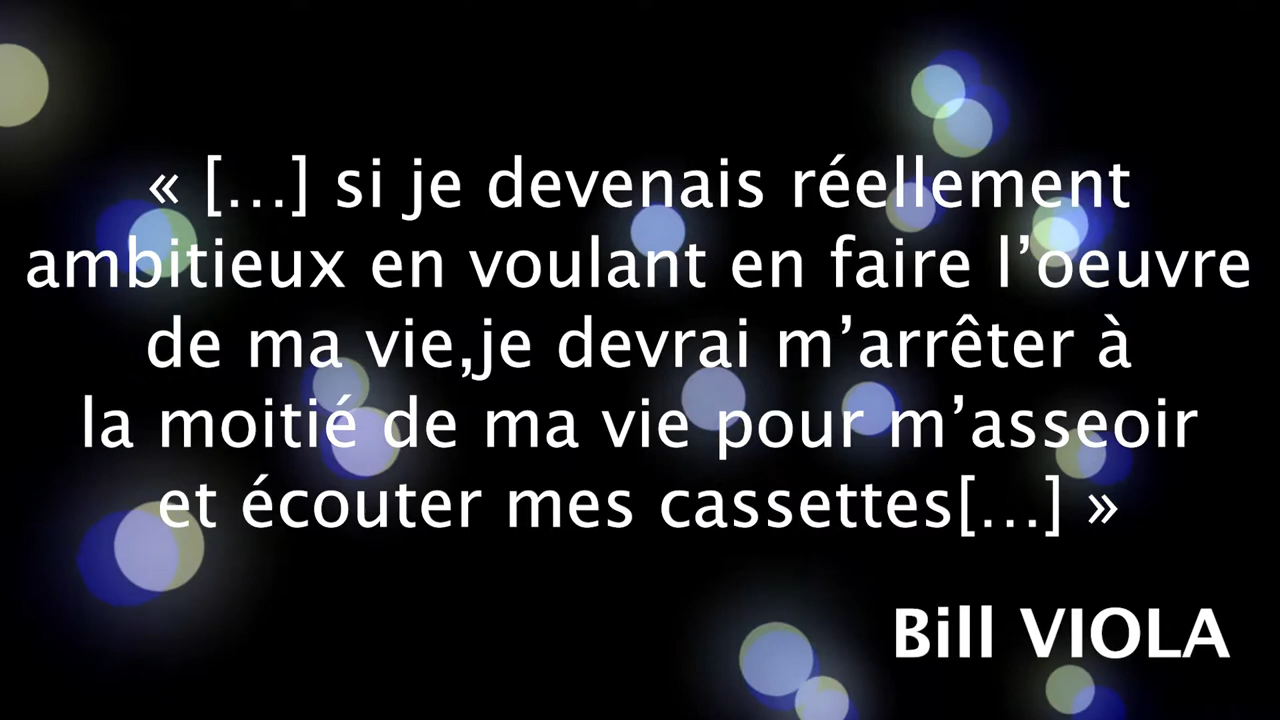 « […] si je devenais réellement
ambitieux en voulant en faire l’oeuvre
de ma vie,je devrai m’arrêter à
la moitié de ma vie pour m’asseoir
et écouter mes cassettes[…] »
Bill VIOLA